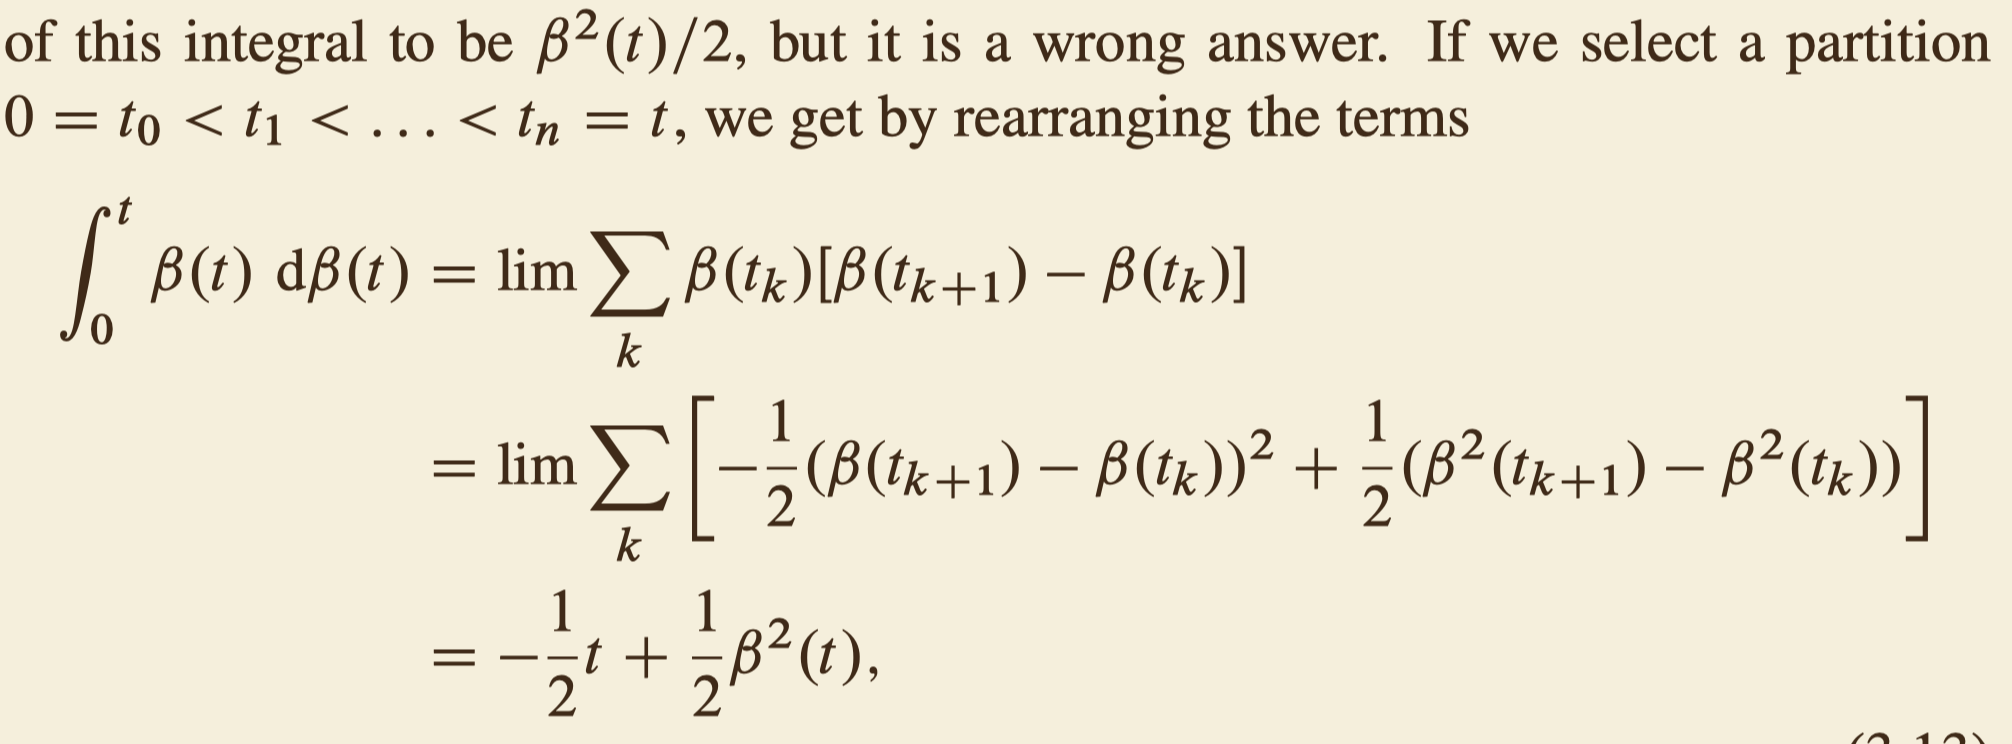 of this integral to be β²(t)/2, but it is a wrong answer. If we select a partition
0 = t₀ < t₁ < … < tₙ = t, we get by rearranging the terms
∫₀ᵗ β(t) dβ(t) = lim ∑ₖ β(tₖ)[β(tₖ₊₁) − β(tₖ)]
= lim ∑ₖ [−½(β(tₖ₊₁) − β(tₖ))² + ½(β²(tₖ₊₁) − β²(tₖ))]
= −½t + ½β²(t),